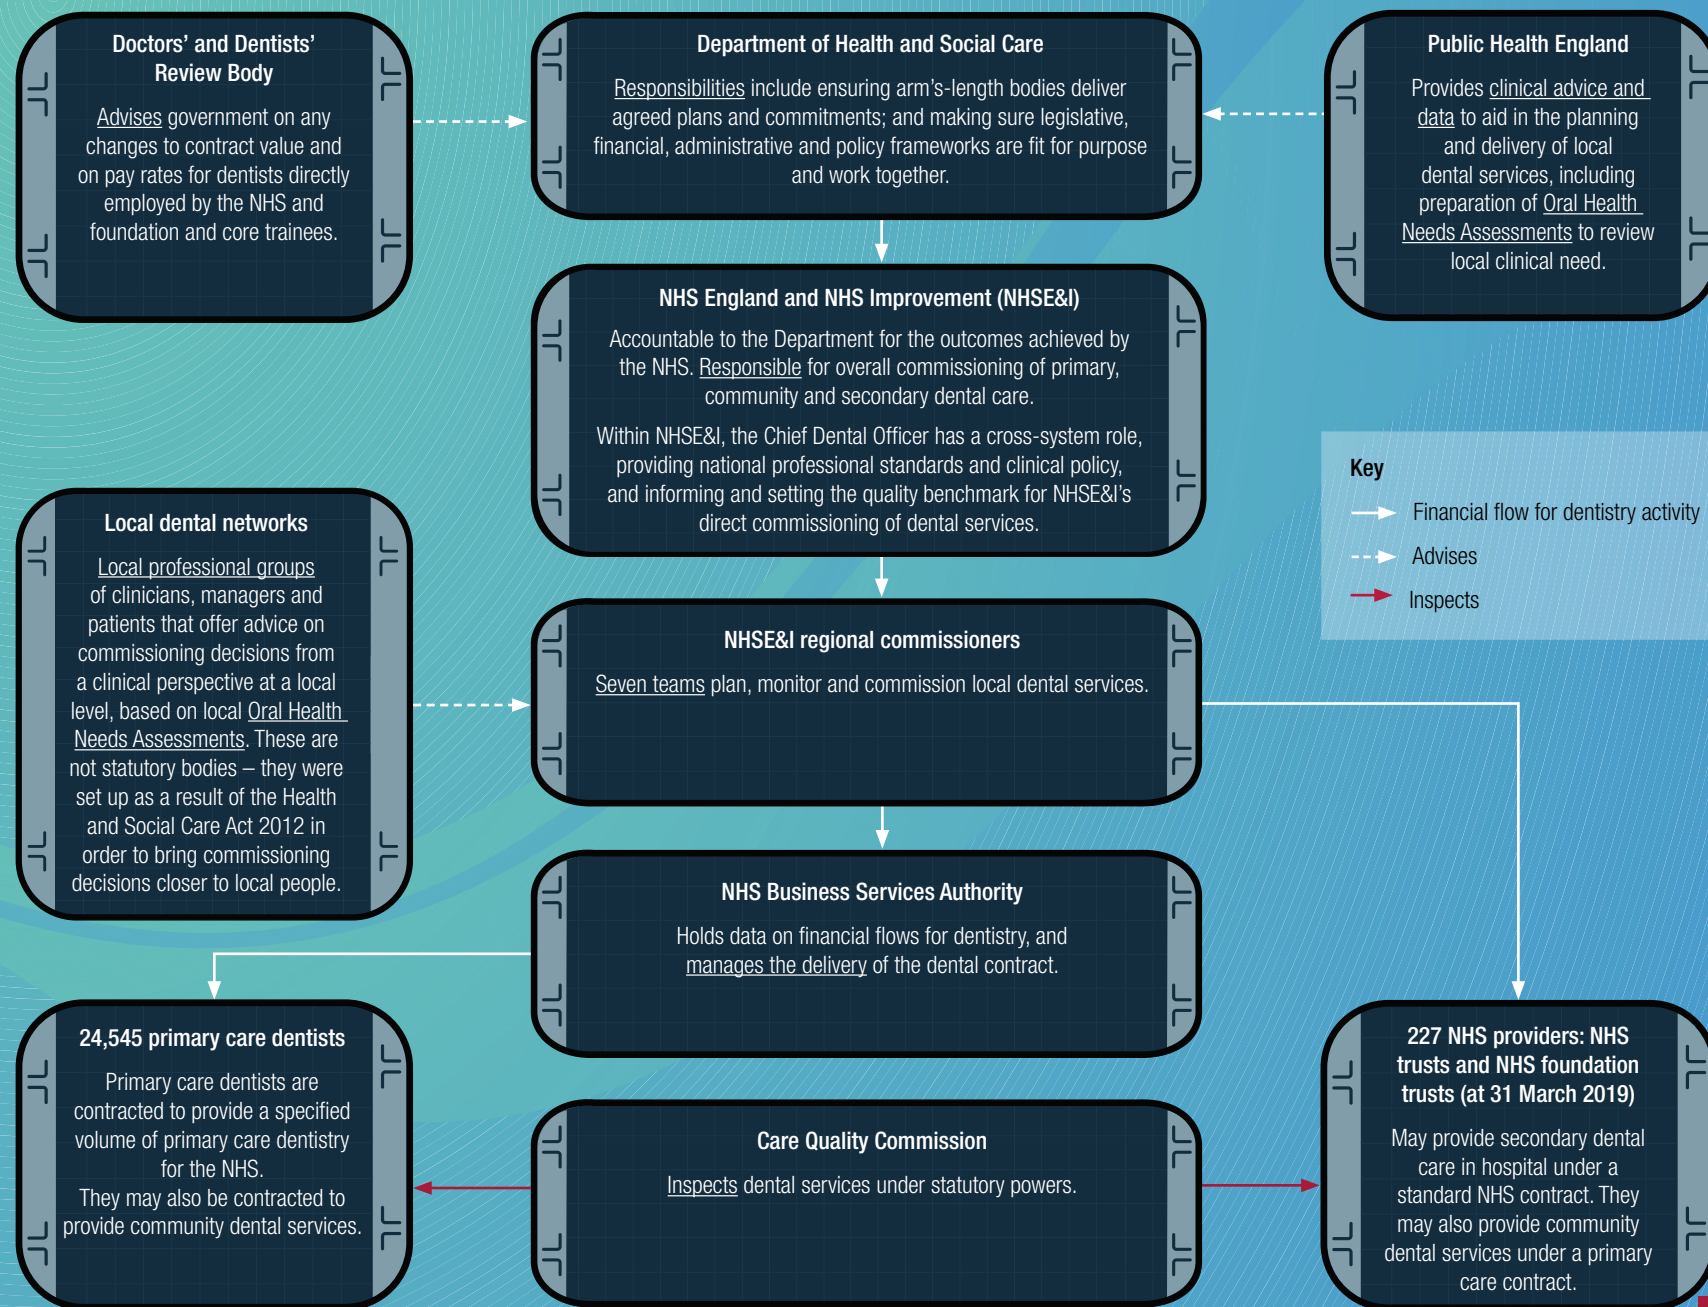 Doctors’ and Dentists’
Review Body
Advises government on any
changes to contract value and
on pay rates for dentists directly
employed by the NHS and
foundation and core trainees.
Department of Health and Social Care
Responsibilities include ensuring arm’s-length bodies deliver
agreed plans and commitments; and making sure legislative,
financial, administrative and policy frameworks are fit for purpose
and work together.
Public Health England
Provides clinical advice and
data to aid in the planning
and delivery of local
dental services, including
preparation of Oral Health
Needs Assessments to review
local clinical need.
NHS England and NHS Improvement (NHSE&I)
Accountable to the Department for the outcomes achieved by
the NHS. Responsible for overall commissioning of primary,
community and secondary dental care.
Within NHSE&I, the Chief Dental Officer has a cross-system role,
providing national professional standards and clinical policy,
and informing and setting the quality benchmark for NHSE&I’s
direct commissioning of dental services.
Key
Financial flow for dentistry activity
Advises
Inspects
Local dental networks
Local professional groups
of clinicians, managers and
patients that offer advice on
commissioning decisions from
a clinical perspective at a local
level, based on local Oral Health
Needs Assessments. These are
not statutory bodies – they were
set up as a result of the Health
and Social Care Act 2012 in
order to bring commissioning
decisions closer to local people.
NHSE&I regional commissioners
Seven teams plan, monitor and commission local dental services.
NHS Business Services Authority
Holds data on financial flows for dentistry, and
manages the delivery of the dental contract.
24,545 primary care dentists
Primary care dentists are
contracted to provide a specified
volume of primary care dentistry
for the NHS.
They may also be contracted to
provide community dental services.
Care Quality Commission
Inspects dental services under statutory powers.
227 NHS providers: NHS
trusts and NHS foundation
trusts (at 31 March 2019)
May provide secondary dental
care in hospital under a
standard NHS contract. They
may also provide community
dental services under a primary
care contract.